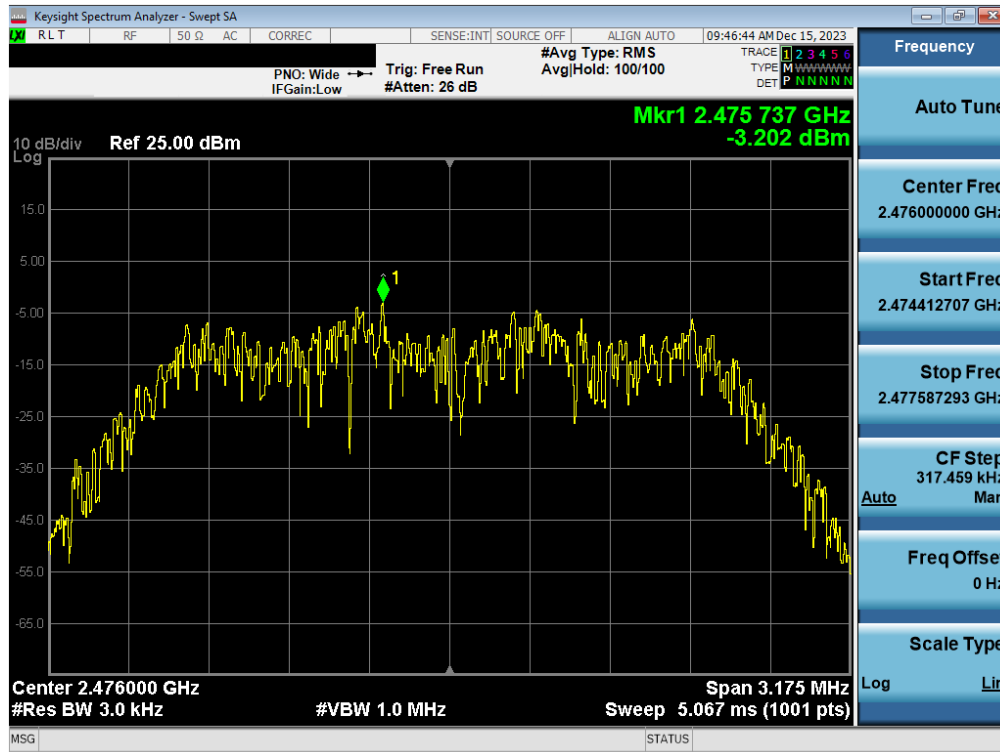 Keysight Spectrum Analyzer - Swept SA
LXI RLT RF 50 Ω AC CORREC SENSE:INT SOURCE OFF ALIGN AUTO 09:46:44 AM Dec 15, 2023
PNO: Wide
IFGain:Low
Trig: Free Run
#Atten: 26 dB
#Avg Type: RMS
Avg|Hold: 100/100
TRACE 1 2 3 4 5 6
TYPE M W W W W W
DET P N N N N N
Mkr1 2.475 737 GHz
-3.202 dBm
10 dB/div
Log
Ref 25.00 dBm
15.0
5.00
-5.00
-15.0
-25.0
-35.0
-45.0
-55.0
-65.0
1
Center 2.476000 GHz
#Res BW 3.0 kHz
#VBW 1.0 MHz
Span 3.175 MHz
Sweep 5.067 ms (1001 pts)
MSG
STATUS
Frequency
Auto Tune
Center Freq
2.476000000 GHz
Start Freq
2.474412707 GHz
Stop Freq
2.477587293 GHz
CF Step
317.459 kHz
Auto Man
Freq Offset
0 Hz
Scale Type
Log Lin